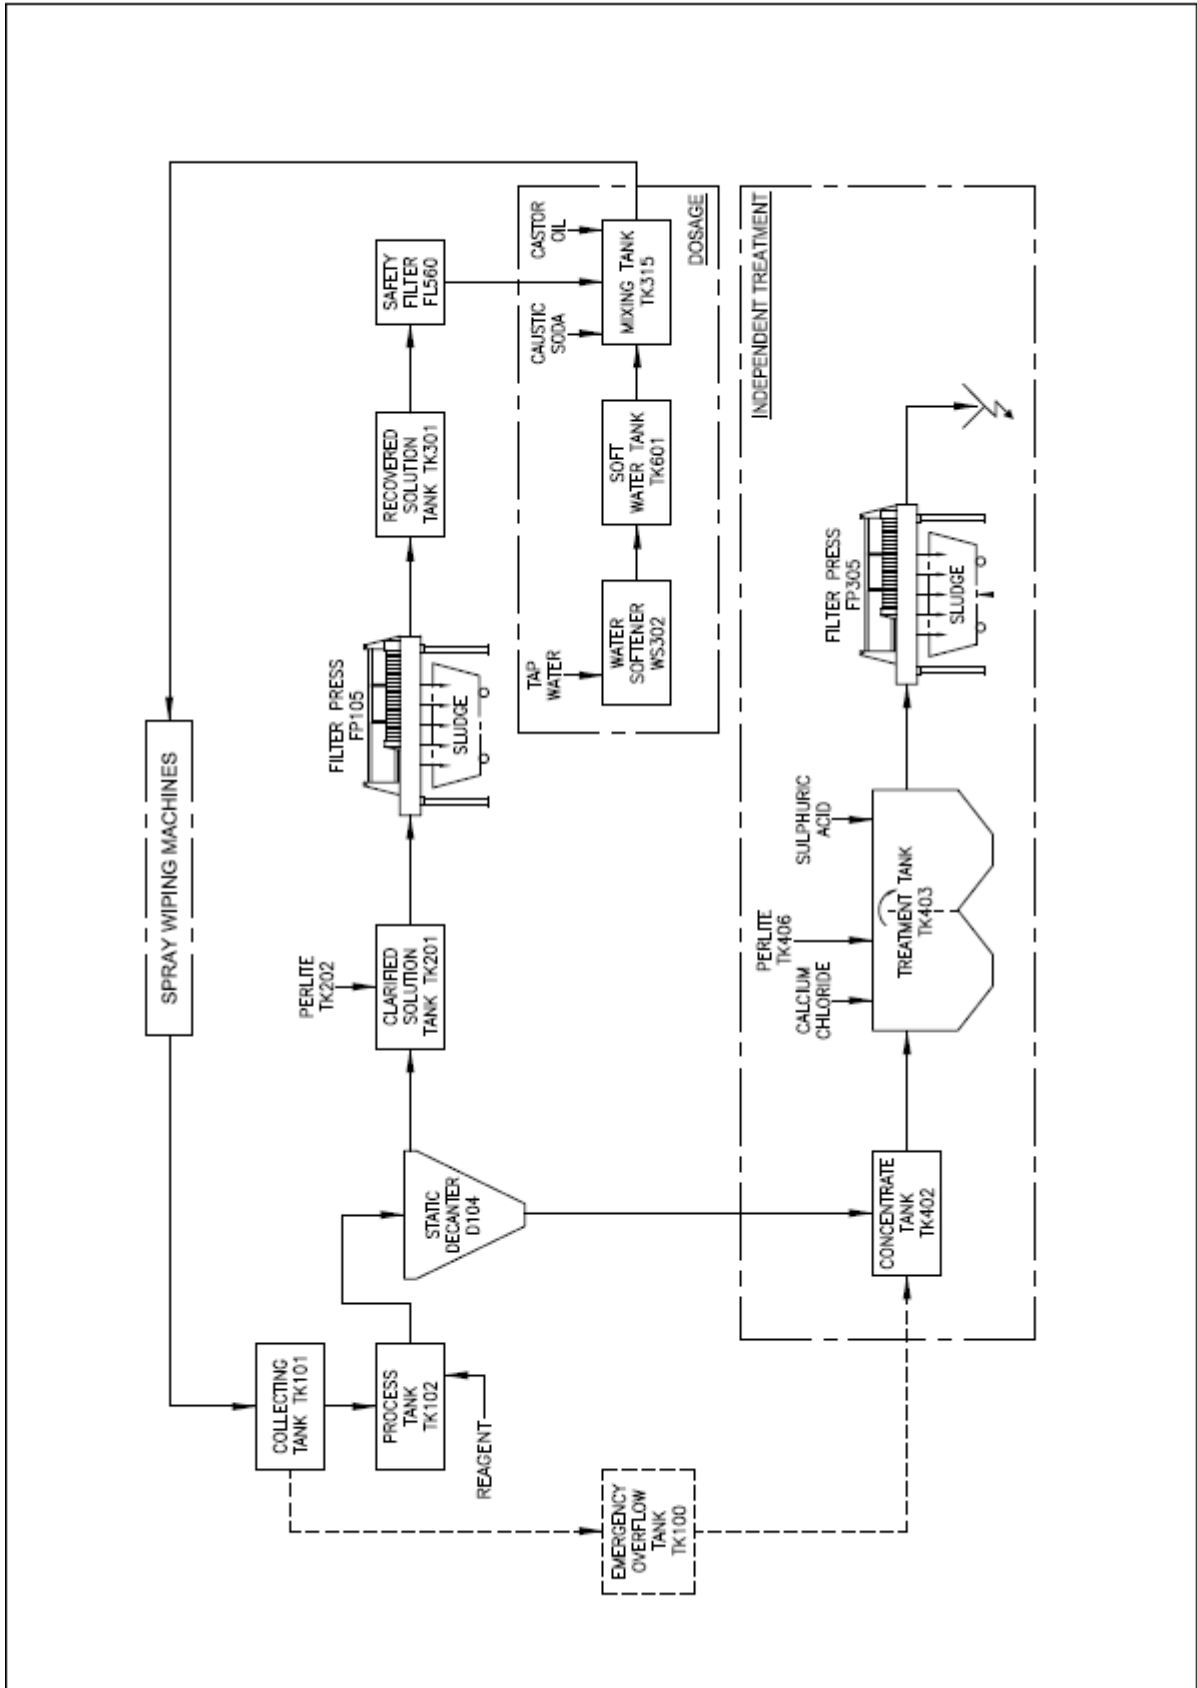 SPRAY WIPING MACHINES
COLLECTING
TANK TK101
PROCESS
TANK
TK102
REAGENT
STATIC
DECANTER
D104
PERLITE
TK202
CLARIFIED
SOLUTION
TANK TK201
FILTER PRESS
FP105
SLUDGE
RECOVERED
SOLUTION
TANK TK301
SAFETY
FILTER
FL560
TAP
WATER
WATER
SOFTENER
WS302
SOFT
WATER TANK
TK601
CAUSTIC
SODA
CASTOR
OIL
MIXING TANK
TK315
DOSAGE
EMERGENCY
OVERFLOW
TANK
TK100
INDEPENDENT TREATMENT
CONCENTRATE
TANK
TK402
CALCIUM
CHLORIDE
PERLITE
TK406
SULPHURIC
ACID
TREATMENT TANK
TK403
FILTER PRESS
FP305
SLUDGE